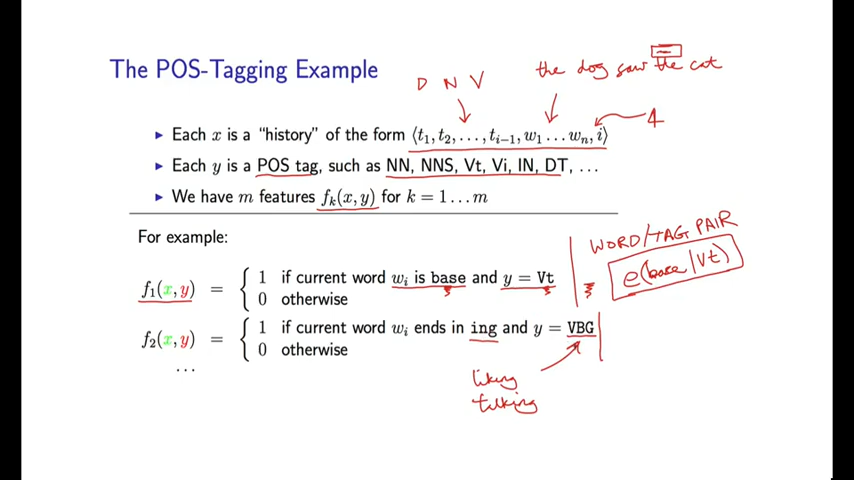 the dog saw the cat
The POS-Tagging Example
D N V
4
▸ Each x is a “history” of the form ⟨t₁, t₂, . . . , tᵢ₋₁, w₁ . . . wₙ, i⟩
▸ Each y is a POS tag, such as NN, NNS, Vt, Vi, IN, DT, . . .
▸ We have m features fₖ(x, y) for k = 1 . . . m
WORD/TAG PAIR
For example:
e(base|Vt)
f₁(x, y) = { 1 if current word wᵢ is base and y = Vt
0 otherwise
f₂(x, y) = { 1 if current word wᵢ ends in ing and y = VBG
0 otherwise
. . .
liking
talking